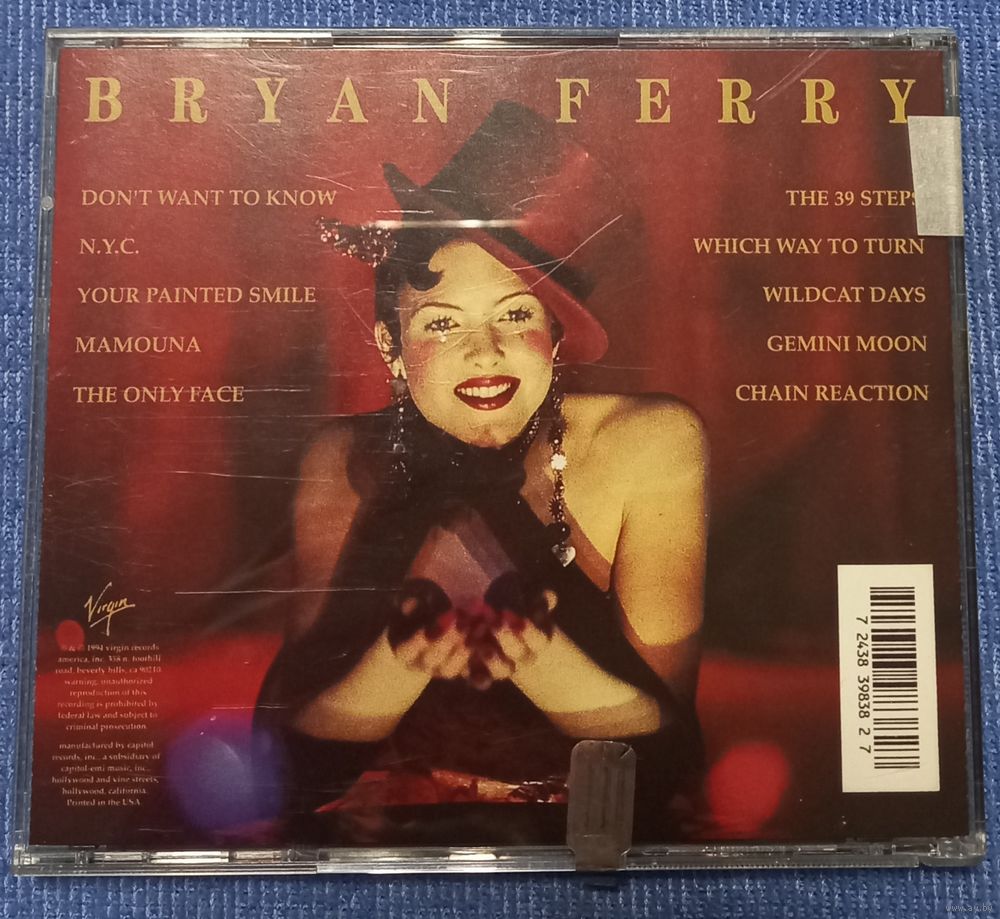 BRYAN FERRY
DON'T WANT TO KNOW
N.Y.C.
YOUR PAINTED SMILE
MAMOUNA
THE ONLY FACE
THE 39 STEPS
WHICH WAY TO TURN
WILDCAT DAYS
GEMINI MOON
CHAIN REACTION
Virgin
1994 virgin records
america, inc. 338 n. foothill
road, beverly hills, ca 90210
warning: unauthorized
reproduction of this
recording is prohibited by
federal law and subject to
criminal prosecution.
manufactured by capitol
records, inc., a subsidiary of
capitol-emi music, inc.,
hollywood and vine streets,
hollywood, california.
Printed in the USA
7 2438 39838 2 7
www.ay.by